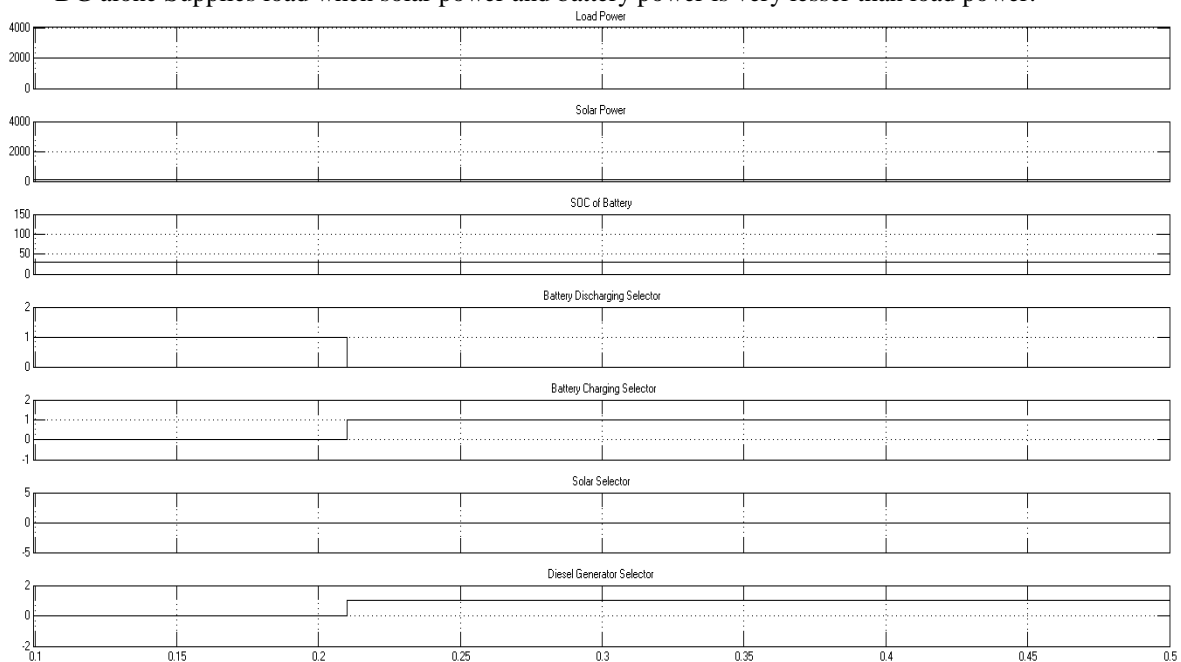 DG alone Supplies load when solar power and battery power is very lesser than load power.
Load Power
4000
2000
0
Solar Power
4000
2000
0
SOC of Battery
150
100
50
0
Battery Discharging Selector
2
1
0
Battery Charging Selector
2
1
0
-1
Solar Selector
5
0
-5
Diesel Generator Selector
2
0
-2
0.1 0.15 0.2 0.25 0.3 0.35 0.4 0.45 0.5